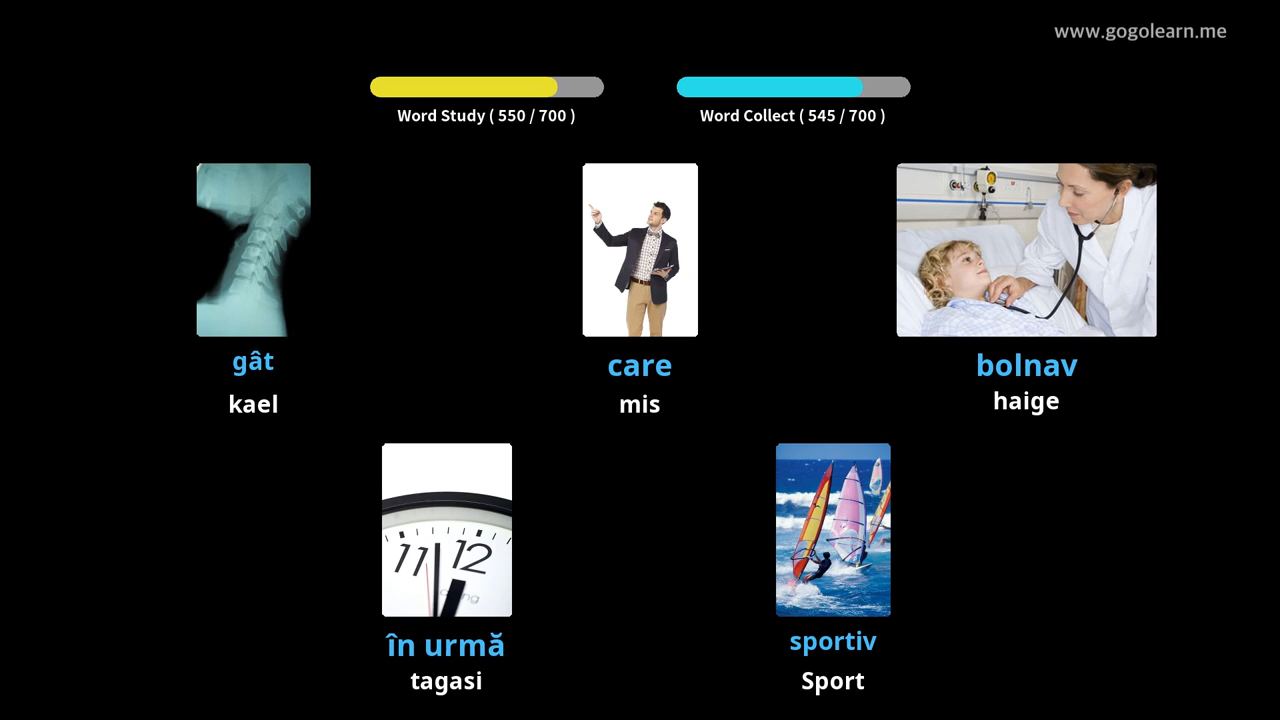 www.gogolearn.me
Word Study ( 550 / 700 )
Word Collect ( 545 / 700 )
gât
kael
care
mis
bolnav
haige
11 12
în urmă
tagasi
sportiv
Sport